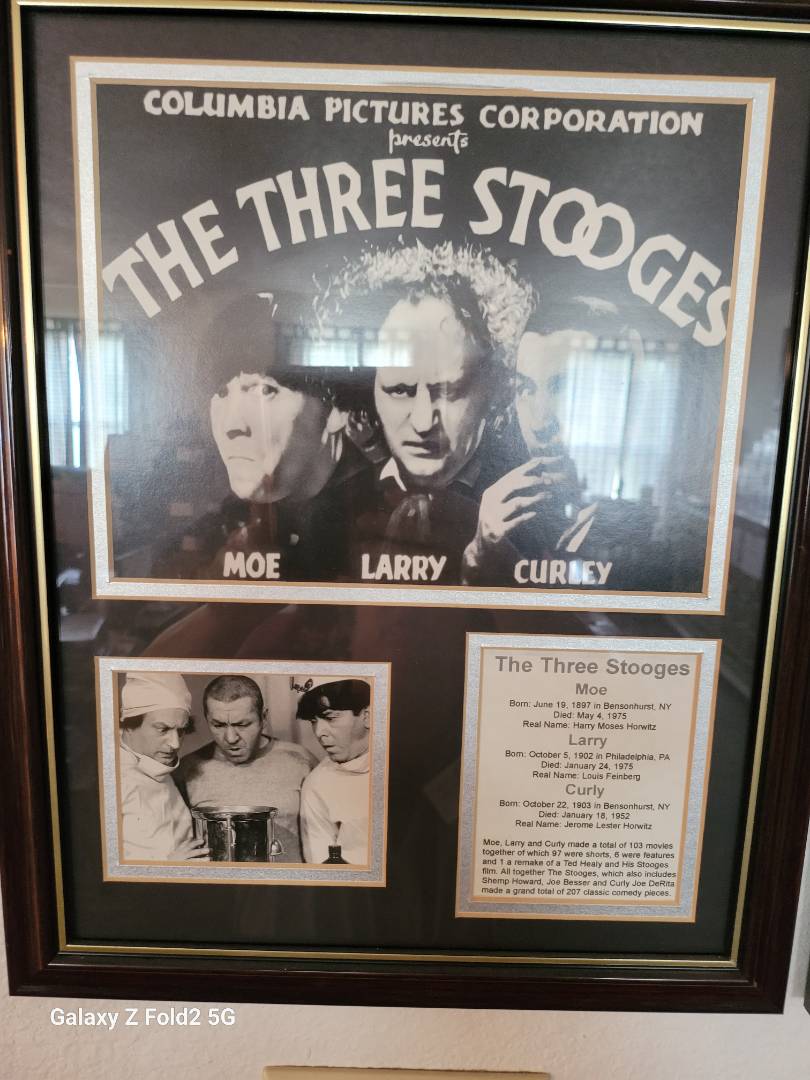 COLUMBIA PICTURES CORPORATION
presents
THE THREE STOOGES
MOE LARRY CURLEY
The Three Stooges
Moe
Born: June 19, 1897 in Bensonhurst, NY
Died: May 4, 1975
Real Name: Harry Moses Horwitz
Larry
Born: October 5, 1902 in Philadelphia, PA
Died: January 24, 1975
Real Name: Louis Feinberg
Curly
Born: October 22, 1903 in Bensonhurst, NY
Died: January 18, 1952
Real Name: Jerome Lester Horwitz
Moe, Larry and Curly made a total of 103 movies
together of which 97 were shorts, 6 were features
and 1 a remake of a Ted Healy and His Stooges
film. All together The Stooges, which also includes
Shemp Howard, Joe Besser and Curly Joe DeRita
made a grand total of 207 classic comedy pieces.
Galaxy Z Fold2 5G